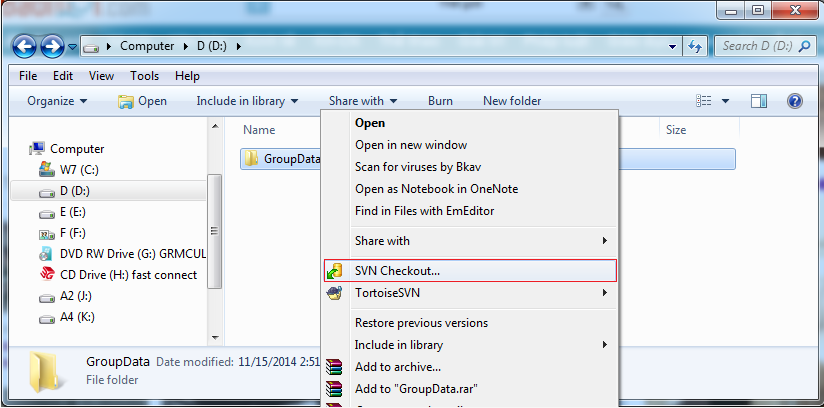 Computer ▸ D (D:) ▸
Search D (D:)
File Edit View Tools Help
Organize Open Include in library Share with Burn New folder
Name Size
Computer
W7 (C:)
D (D:)
E (E:)
F (F:)
DVD RW Drive (G:) GRMCUL
CD Drive (H:) fast connect
A2 (J:)
A4 (K:)
GroupData
Open
Open in new window
Scan for viruses by Bkav
Open as Notebook in OneNote
Find in Files with EmEditor
Share with
SVN Checkout...
TortoiseSVN
Restore previous versions
Include in library
Add to archive...
Add to "GroupData.rar"
GroupData Date modified: 11/15/2014 2:51
File folder